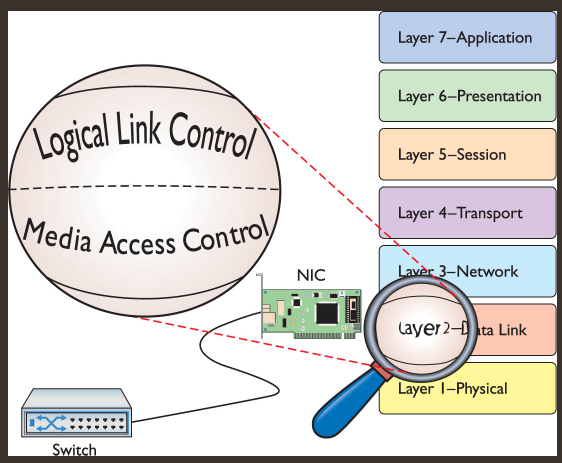 Layer 7–Application
Layer 6–Presentation
Layer 5–Session
Layer 4–Transport
Layer 3–Network
Layer 2–Data Link
Layer 1–Physical
Logical Link Control
Media Access Control
NIC
Switch